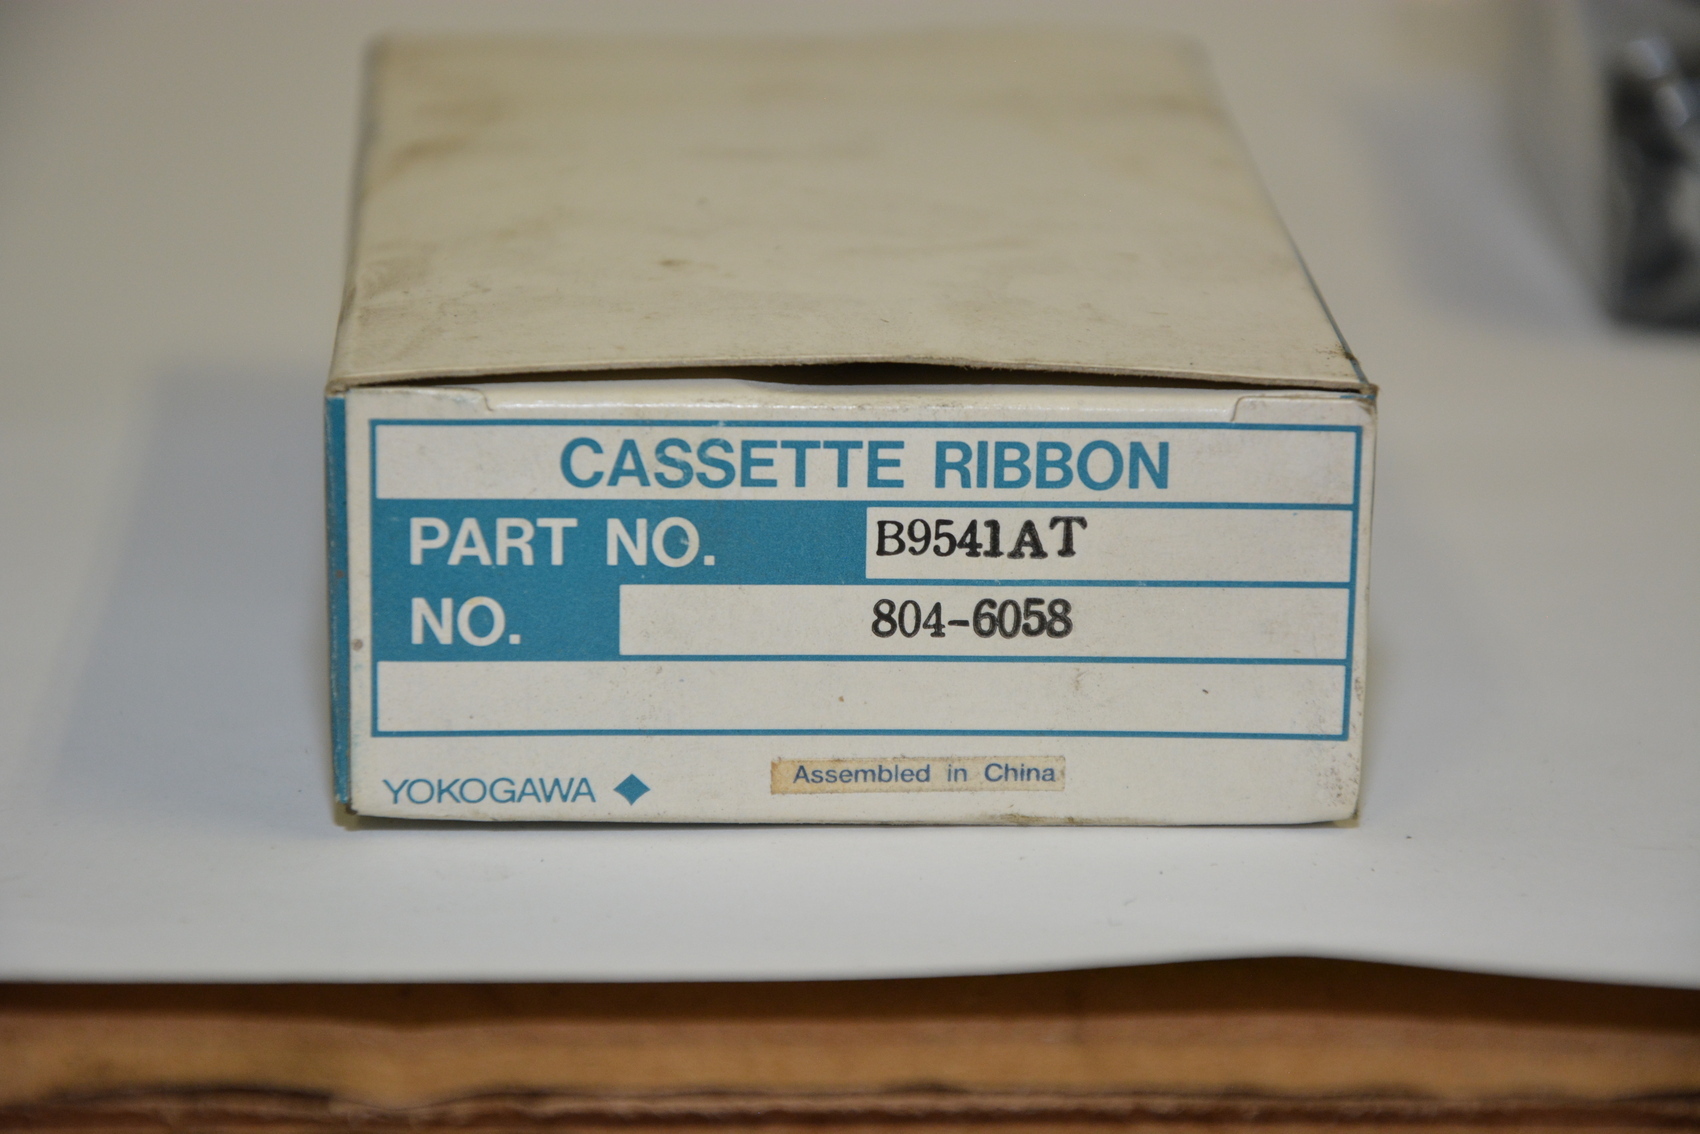 CASSETTE RIBBON
PART NO. B9541AT
NO. 804-6058
YOKOGAWA
Assembled in China